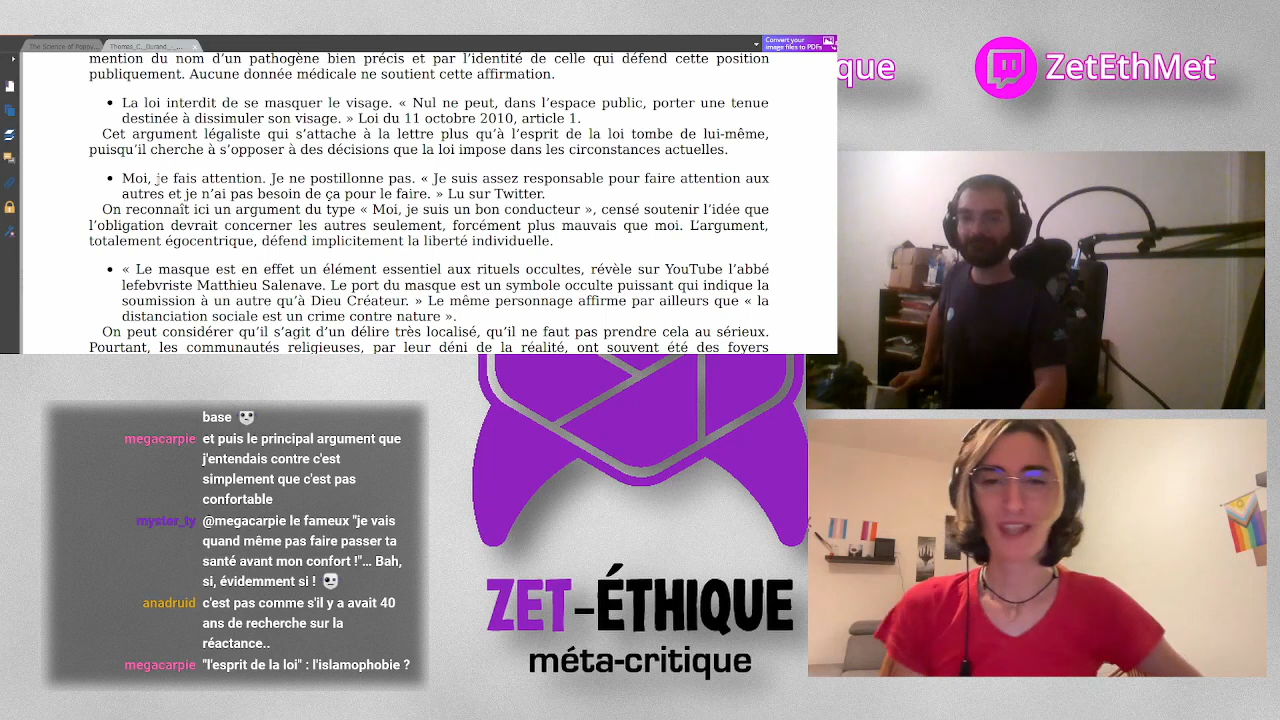 The Science of Poppy...
Thomas_C._Durand_-_...
Convert your
image files to PDFs
mention du nom d'un pathogène bien précis et par l'identité de celle qui défend cette position
publiquement. Aucune donnée médicale ne soutient cette affirmation.
• La loi interdit de se masquer le visage. « Nul ne peut, dans l'espace public, porter une tenue
destinée à dissimuler son visage. » Loi du 11 octobre 2010, article 1.
Cet argument légaliste qui s'attache à la lettre plus qu'à l'esprit de la loi tombe de lui-même,
puisqu'il cherche à s'opposer à des décisions que la loi impose dans les circonstances actuelles.
• Moi, je fais attention. Je ne postillonne pas. « Je suis assez responsable pour faire attention aux
autres et je n'ai pas besoin de ça pour le faire. » Lu sur Twitter.
On reconnaît ici un argument du type « Moi, je suis un bon conducteur », censé soutenir l'idée que
l'obligation devrait concerner les autres seulement, forcément plus mauvais que moi. L'argument,
totalement égocentrique, défend implicitement la liberté individuelle.
• « Le masque est en effet un élément essentiel aux rituels occultes, révèle sur YouTube l'abbé
lefebvriste Matthieu Salenave. Le port du masque est un symbole occulte puissant qui indique la
soumission à un autre qu'à Dieu Créateur. » Le même personnage affirme par ailleurs que « la
distanciation sociale est un crime contre nature ».
On peut considérer qu'il s'agit d'un délire très localisé, qu'il ne faut pas prendre cela au sérieux.
Pourtant, les communautés religieuses, par leur déni de la réalité, ont souvent été des foyers
que
ZetEthMet
base
megacarpie et puis le principal argument que
j'entendais contre c'est
simplement que c'est pas
confortable
myster_ty @megacarpie le fameux "je vais
quand même pas faire passer ta
santé avant mon confort !"... Bah,
si, évidemment si !
anadruid c'est pas comme s'il y a avait 40
ans de recherche sur la
réactance..
megacarpie "l'esprit de la loi" : l'islamophobie ?
ZET-ÉTHIQUE
méta-critique